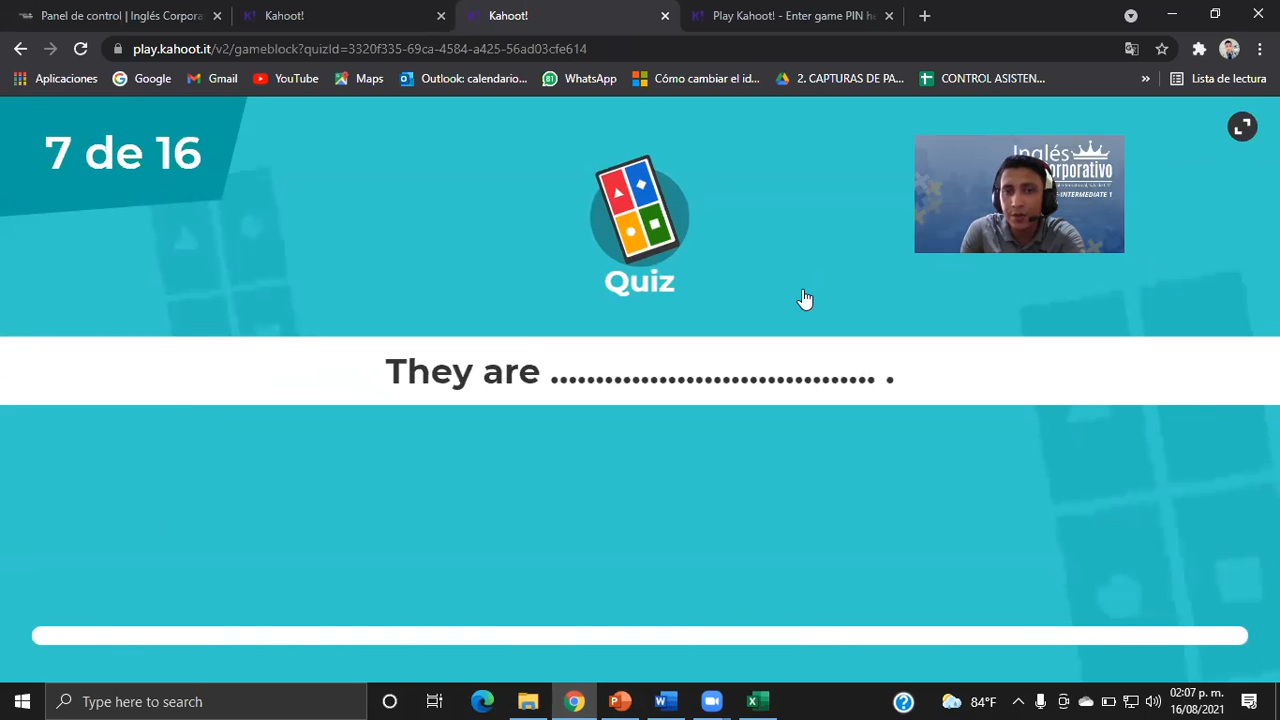 Panel de control | Inglés Corpora
Kahoot!
Kahoot!
Play Kahoot! - Enter game PIN he
play.kahoot.it/v2/gameblock?quizId=3320f335-69ca-4584-a425-56ad03cfe614
Aplicaciones
Google
Gmail
YouTube
Maps
Outlook: calendario...
81
WhatsApp
Cómo cambiar el id...
2. CAPTURAS DE PA...
CONTROL ASISTEN...
»
Lista de lectura
7 de 16
Inglés
orporativo
E-INTERMEDIATE 1
Quiz
They are .................................... .
Type here to search
84°F
02:07 p. m.
16/08/2021